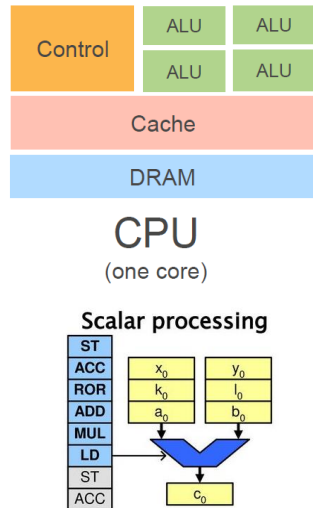 ALU ALU
Control
ALU ALU
Cache
DRAM
CPU
(one core)
Scalar processing
ST
ACC x₀ y₀
ROR k₀ l₀
ADD a₀ b₀
MUL
LD
ST
ACC c₀